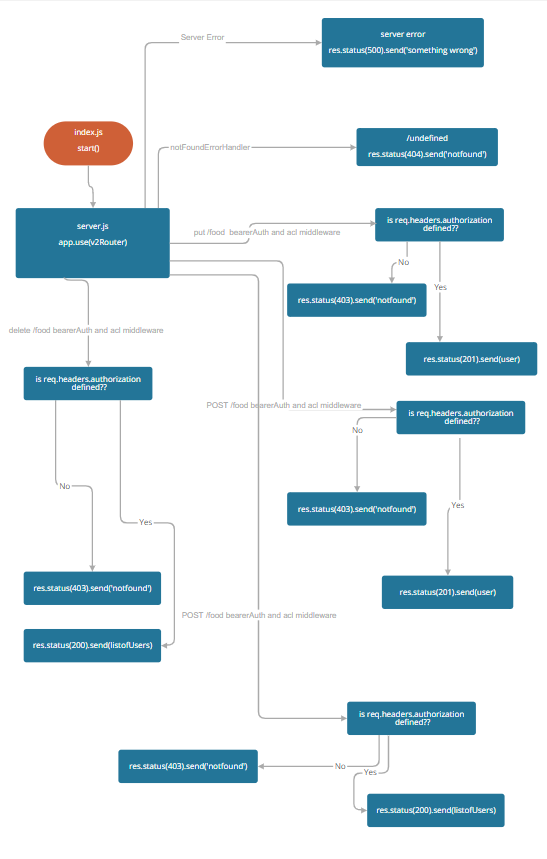 Server Error
server error
res.status(500).send('something wrong')
index.js
start()
notFoundErrorHandler
/undefined
res.status(404).send('notfound')
server.js
app.use(v2Router)
put /food bearerAuth and acl middleware
is req.headers.authorization
defined??
No
Yes
res.status(403).send('notfound')
res.status(201).send(user)
delete /food bearerAuth and acl middleware
is req.headers.authorization
defined??
No
Yes
res.status(403).send('notfound')
res.status(200).send(listofUsers)
POST /food bearerAuth and acl middleware
is req.headers.authorization
defined??
No
Yes
res.status(403).send('notfound')
res.status(201).send(user)
POST /food bearerAuth and acl middleware
is req.headers.authorization
defined??
No
Yes
res.status(403).send('notfound')
res.status(200).send(listofUsers)